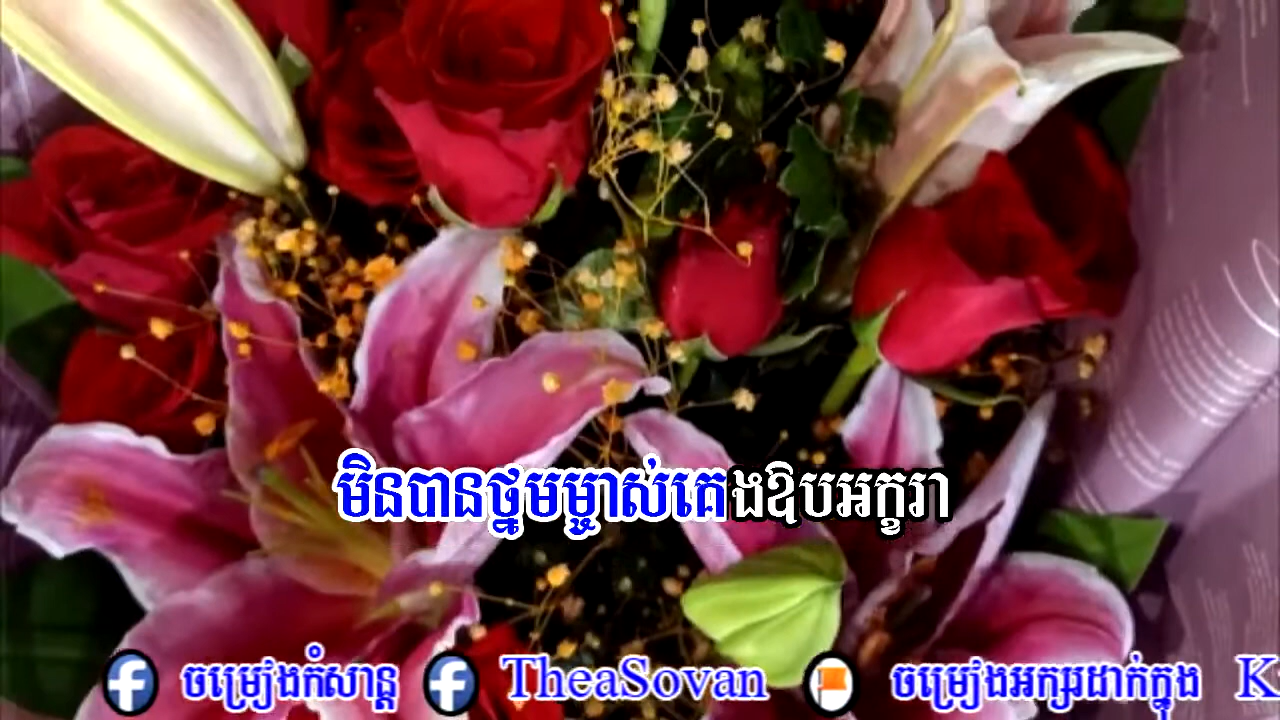 មិនបានថ្នមម្ចាស់គេងឱបអក្ខរា
ចម្រៀងកំសាន្ត TheaSovan ចម្រៀងអក្សរដាក់ក្នុង K